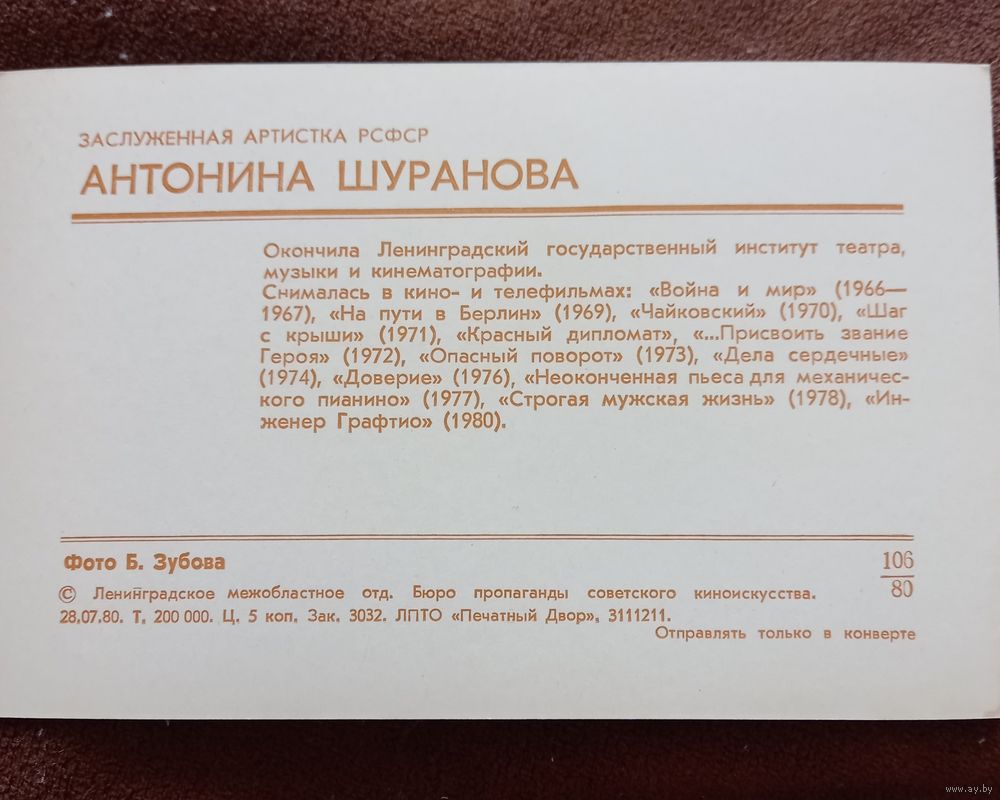 ЗАСЛУЖЕННАЯ АРТИСТКА РСФСР
АНТОНИНА ШУРАНОВА
Окончила Ленинградский государственный институт театра,
музыки и кинематографии.
Снималась в кино- и телефильмах: «Война и мир» (1966—
1967), «На пути в Берлин» (1969), «Чайковский» (1970), «Шаг
с крыши» (1971), «Красный дипломат», «...Присвоить звание
Героя» (1972), «Опасный поворот» (1973), «Дела сердечные»
(1974), «Доверие» (1976), «Неоконченная пьеса для механичес-
кого пианино» (1977), «Строгая мужская жизнь» (1978), «Ин-
женер Графтио» (1980).
Фото Б. Зубова
106
80
© Ленинградское межобластное отд. Бюро пропаганды советского киноискусства.
28.07.80. Т. 200 000. Ц. 5 коп. Зак. 3032. ЛПТО «Печатный Двор». 3111211.
Отправлять только в конверте
www.ay.by